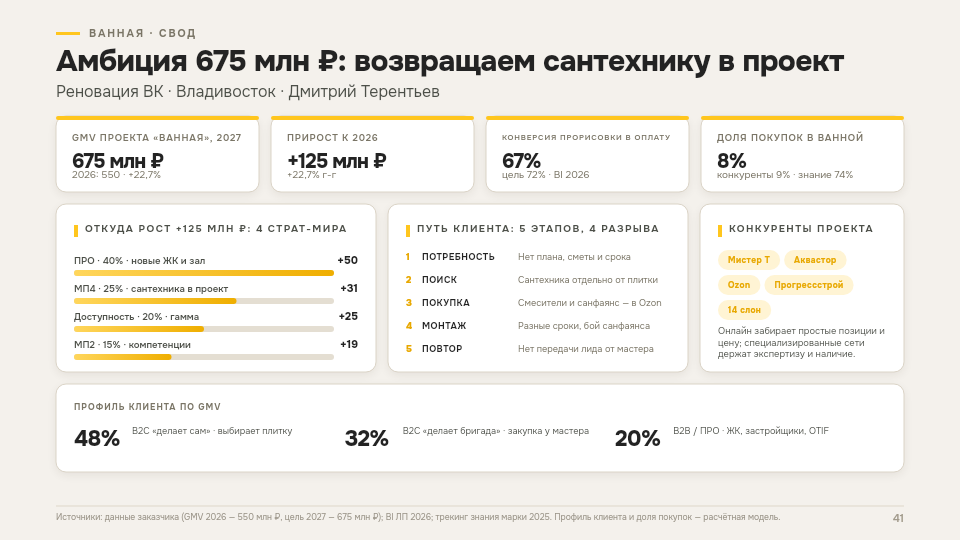 ВАННАЯ · СВОД
Амбиция 675 млн ₽: возвращаем сантехнику в проект
Реновация ВК · Владивосток · Дмитрий Терентьев
GMV ПРОЕКТА «ВАННАЯ», 2027
675 млн ₽
2026: 550 · +22,7%
ПРИРОСТ К 2026
+125 млн ₽
+22,7% г-г
КОНВЕРСИЯ ПРОРИСОВКИ В ОПЛАТУ
67%
цель 72% · BI 2026
ДОЛЯ ПОКУПОК В ВАННОЙ
8%
конкуренты 9% · знание 74%
ОТКУДА РОСТ +125 МЛН ₽: 4 СТРАТ-МИРА
ПРО · 40% · новые ЖК и зал +50
МП4 · 25% · сантехника в проект +31
Доступность · 20% · гамма +25
МП2 · 15% · компетенции +19
ПУТЬ КЛИЕНТА: 5 ЭТАПОВ, 4 РАЗРЫВА
1 ПОТРЕБНОСТЬ Нет плана, сметы и срока
2 ПОИСК Сантехника отдельно от плитки
3 ПОКУПКА Смесители и санфаянс — в Ozon
4 МОНТАЖ Разные сроки, бой санфаянса
5 ПОВТОР Нет передачи лида от мастера
КОНКУРЕНТЫ ПРОЕКТА
Мистер Т Аквастор
Ozon Прогрессстрой
14 слон
Онлайн забирает простые позиции и
цену; специализированные сети
держат экспертизу и наличие.
ПРОФИЛЬ КЛИЕНТА ПО GMV
48% B2C «делает сам» · выбирает плитку
32% B2C «делает бригада» · закупка у мастера
20% B2B / ПРО · ЖК, застройщики, OTIF
Источники: данные заказчика (GMV 2026 — 550 млн ₽, цель 2027 — 675 млн ₽); BI ЛП 2026; трекинг знания марки 2025. Профиль клиента и доля покупок — расчётная модель.
41